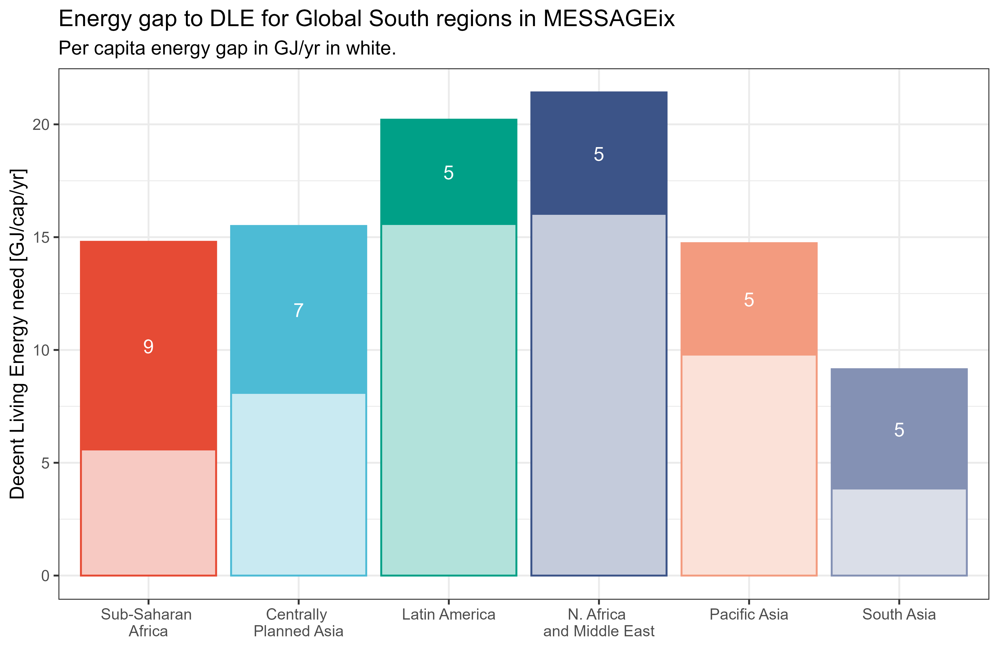 Energy gap to DLE for Global South regions in MESSAGEix
Per capita energy gap in GJ/yr in white.
Decent Living Energy need [GJ/cap/yr]
20
15
10
5
0
9
7
5
5
5
5
Sub-Saharan
Africa
Centrally
Planned Asia
Latin America
N. Africa
and Middle East
Pacific Asia
South Asia